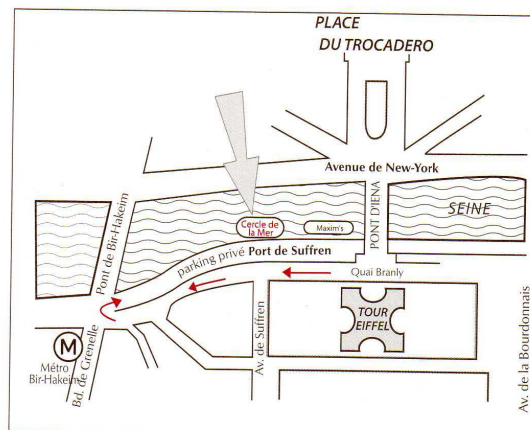 PLACE
DU TROCADERO
Avenue de New-York
SEINE
PONT D'IENA
Pont de Bir-Hakeim
Cercle de
la Mer
Maxim's
parking privé Port de Suffren
Quai Branly
TOUR
EIFFEL
Av. de Suffren
Av. de la Bourdonnais
Bd. de Grenelle
M
Métro
Bir-Hakeim